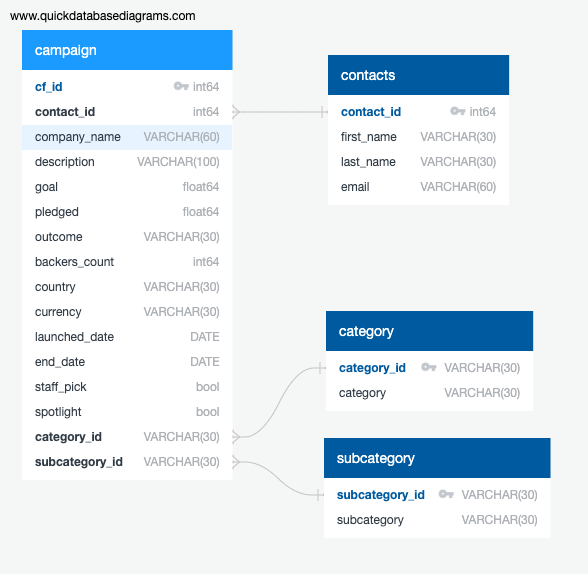 www.quickdatabasediagrams.com
campaign
cf_id int64
contact_id int64
company_name VARCHAR(60)
description VARCHAR(100)
goal float64
pledged float64
outcome VARCHAR(30)
backers_count int64
country VARCHAR(30)
currency VARCHAR(30)
launched_date DATE
end_date DATE
staff_pick bool
spotlight bool
category_id VARCHAR(30)
subcategory_id VARCHAR(30)
contacts
contact_id int64
first_name VARCHAR(30)
last_name VARCHAR(30)
email VARCHAR(60)
category
category_id VARCHAR(30)
category VARCHAR(30)
subcategory
subcategory_id VARCHAR(30)
subcategory VARCHAR(30)